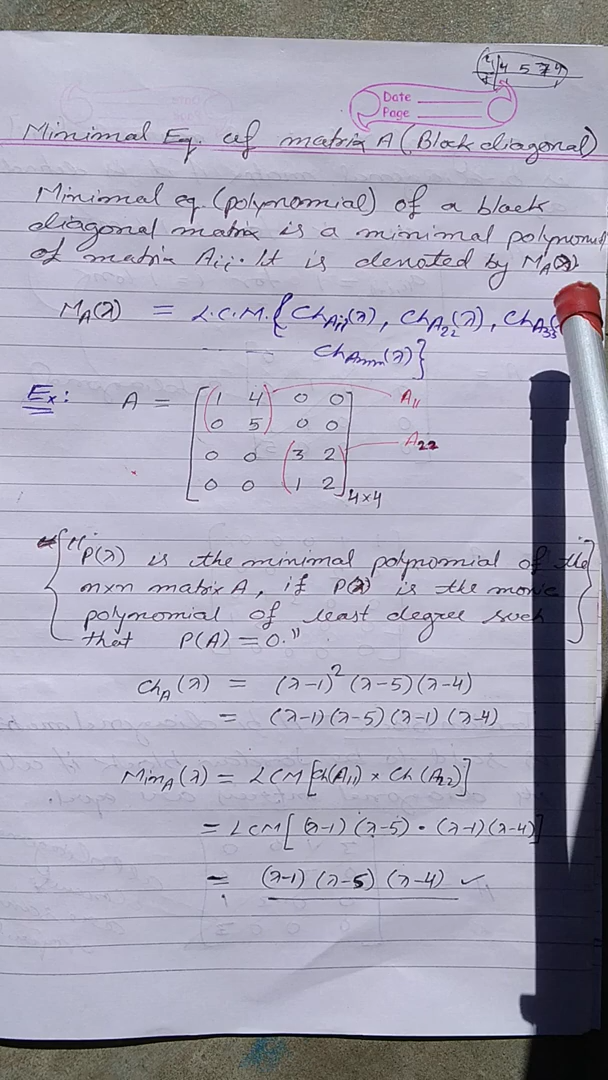 Date
Page
Minimal Eq. of matrix A (Block diagonal)
Minimal eq. (polynomial) of a block
diagonal matrix is a minimal polynom
of matrix Aii. It is denoted by MA(λ)
MA(λ) = L.C.M. {ChA11(λ), ChA22(λ), ChA33(
ChAmm(λ)}
Ex: A = [1 4 0 0 A11
0 5 0 0
0 0 3 2 A22
0 0 1 2] 4×4
{"P(λ) is the minimal polynomial of the
n×n matrix A, if P(λ) is the monic
polynomial of least degree such
that P(A) = 0."}
ChA(λ) = (λ-1)² (λ-5) (λ-4)
= (λ-1) (λ-5) (λ-1) (λ-4)
MinA(λ) = LCM [Ch(A11) × Ch(A22)]
= LCM [(λ-1) (λ-5) · (λ-1) (λ-4)]
= (λ-1) (λ-5) (λ-4) ✓